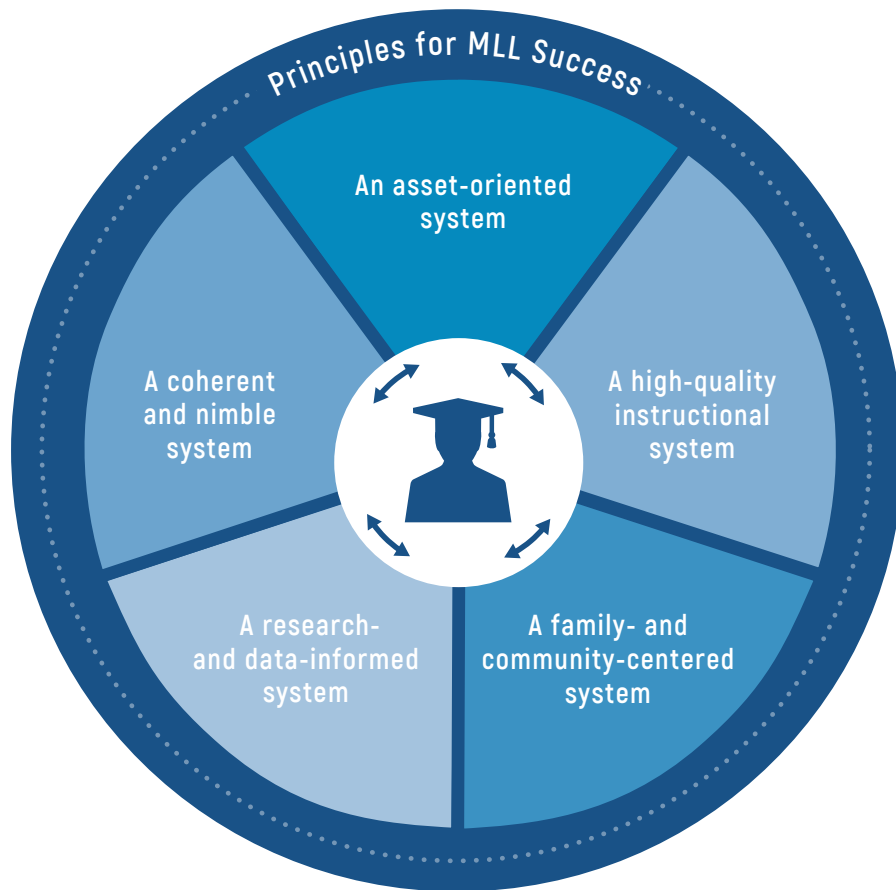 Principles for MLL Success
An asset-oriented
system
A high-quality
instructional
system
A family- and
community-centered
system
A research-
and data-informed
system
A coherent
and nimble
system